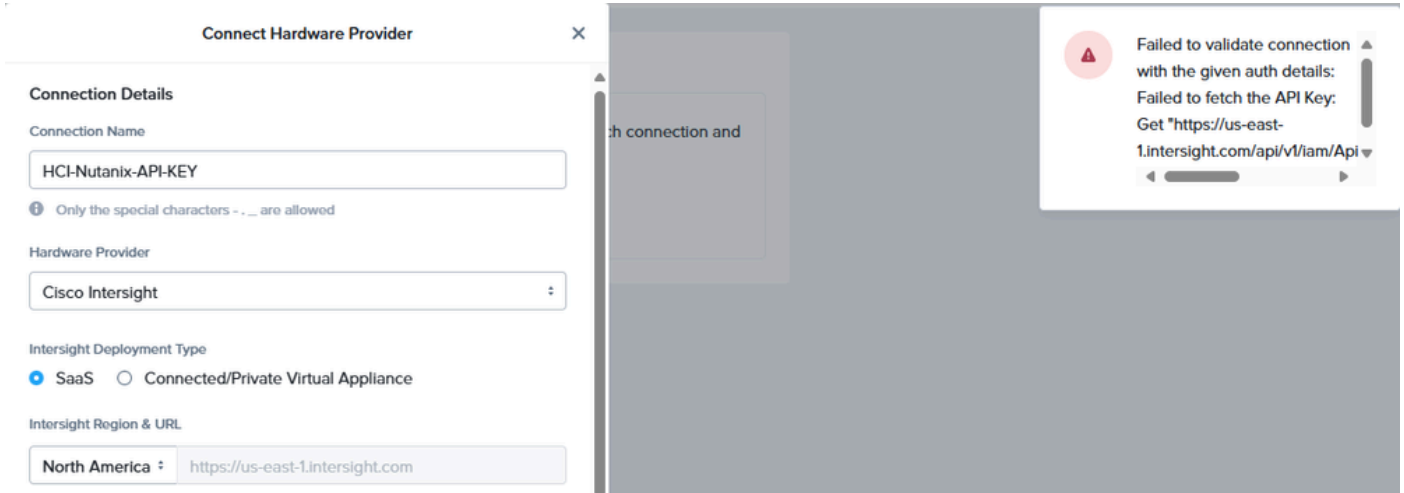 Connect Hardware Provider
Connection Details
Connection Name
HCI-Nutanix-API-KEY
Only the special characters - . _ are allowed
Hardware Provider
Cisco Intersight
Intersight Deployment Type
SaaS
Connected/Private Virtual Appliance
Intersight Region & URL
North America
https://us-east-1.intersight.com
connection and
Failed to validate connection
with the given auth details:
Failed to fetch the API Key:
Get "https://us-east-
1.intersight.com/api/v1/iam/Api